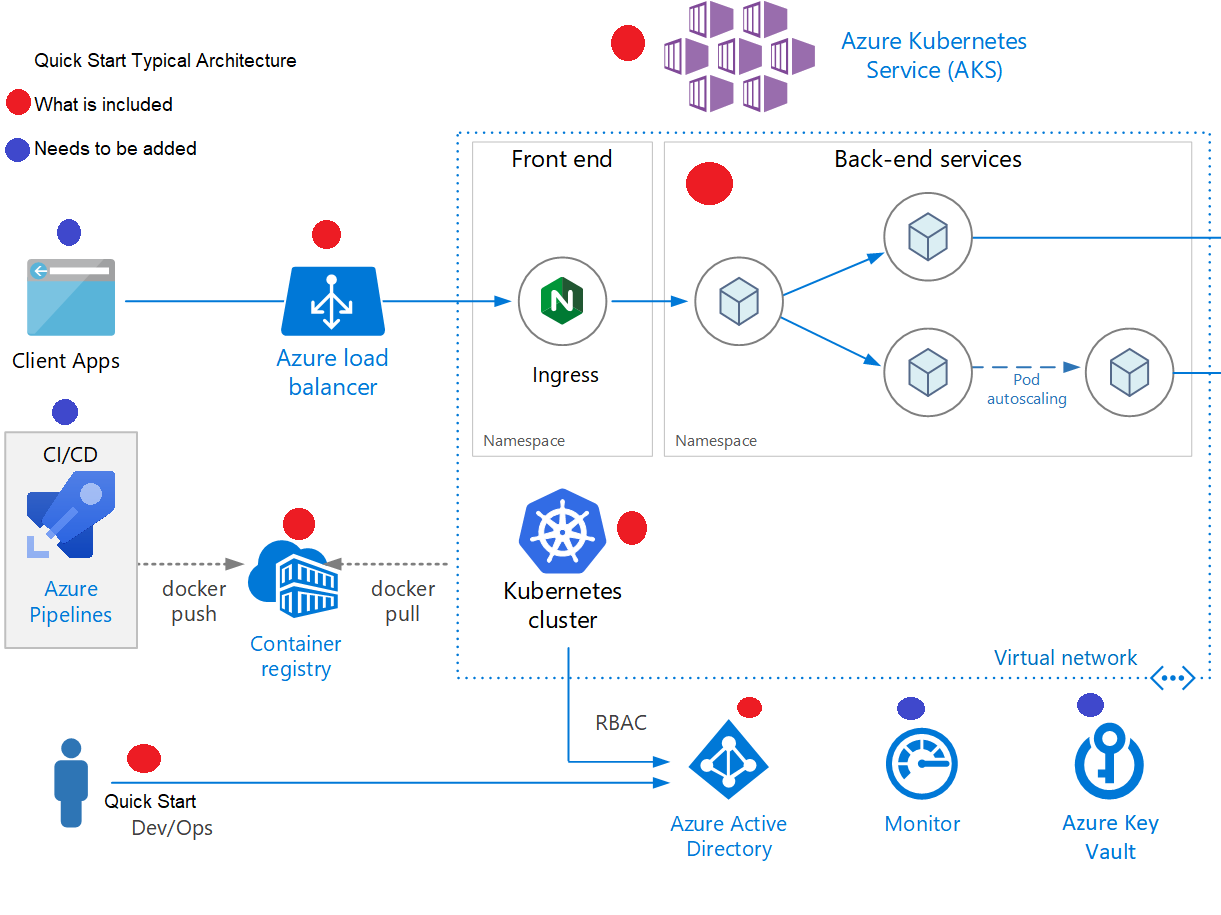 Quick Start Typical Architecture
What is included
Needs to be added
Azure Kubernetes
Service (AKS)
Front end
Back-end services
Client Apps
Azure load
balancer
N
Ingress
Pod
autoscaling
Namespace
Namespace
CI/CD
Azure
Pipelines
docker
push
docker
pull
Container
registry
Kubernetes
cluster
Virtual network
RBAC
Quick Start
Dev/Ops
Azure Active
Directory
Monitor
Azure Key
Vault